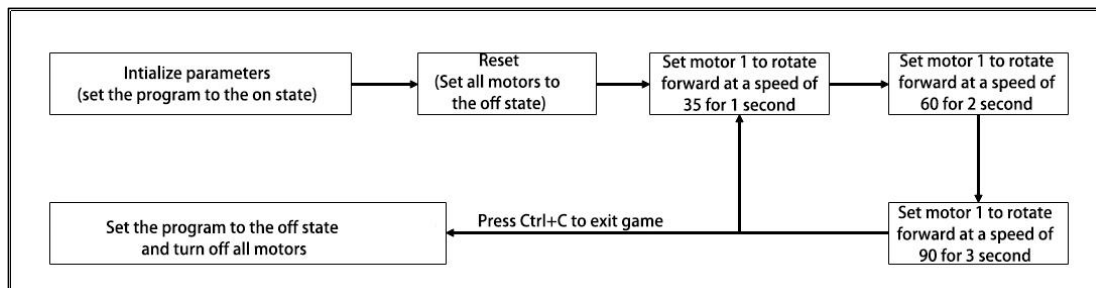 Intialize parameters
(set the program to the on state)
Reset
(Set all motors to
the off state)
Set motor 1 to rotate
forward at a speed of
35 for 1 second
Set motor 1 to rotate
forward at a speed of
60 for 2 second
Set motor 1 to rotate
forward at a speed of
90 for 3 second
Press Ctrl+C to exit game
Set the program to the off state
and turn off all motors